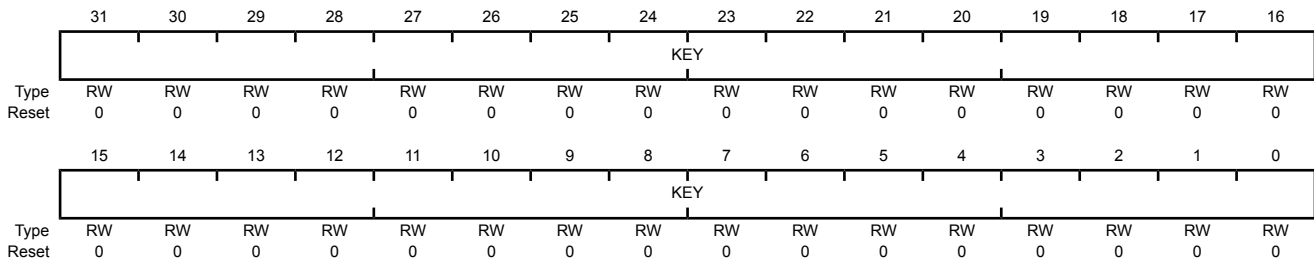 31 30 29 28 27 26 25 24 23 22 21 20 19 18 17 16
KEY
Type RW RW RW RW RW RW RW RW RW RW RW RW RW RW RW RW
Reset 0 0 0 0 0 0 0 0 0 0 0 0 0 0 0 0
15 14 13 12 11 10 9 8 7 6 5 4 3 2 1 0
KEY
Type RW RW RW RW RW RW RW RW RW RW RW RW RW RW RW RW
Reset 0 0 0 0 0 0 0 0 0 0 0 0 0 0 0 0